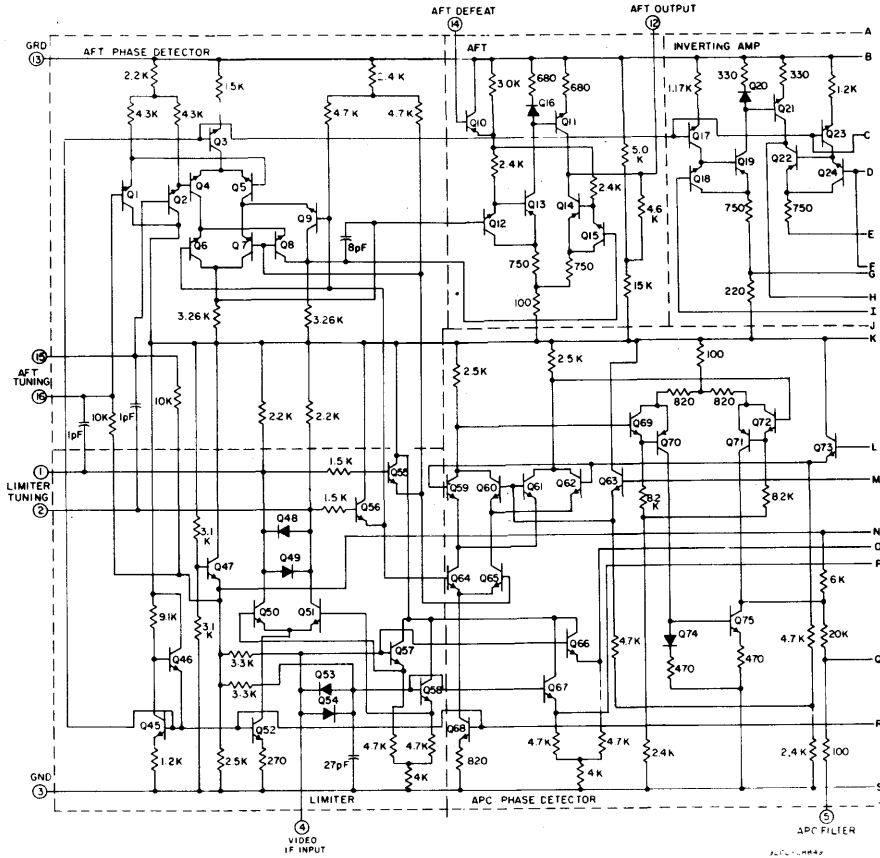 AFT DEFEAT
14
AFT OUTPUT
12
GRD
13
AFT PHASE DETECTOR
AFT
INVERTING AMP
A
B
2.2K
1.5K
4.7K
4.7K
3.0K
680
680
1.17K
330
330
1.2K
4.3K
4.3K
Q16
Q20
Q21
Q3
Q10
Q11
Q17
Q23
C
5.0 K
Q4
Q5
2.4K
Q19
Q22
D
Q1
Q2
Q18
Q24
Q9
Q13
Q14
2.4K
4.6 K
Q12
Q15
750
750
E
Q6
Q7
Q8
8pF
F
G
750
750
15K
220
H
3.26K
3.26K
100
I
J
K
15
AFT TUNING
16
2.5K
2.5K
100
10K
1pF
10K
1pF
2.2K
820
820
Q69
Q70
Q71
Q72
Q73
L
1
LIMITER TUNING
2
1.5K
Q55
Q59
Q60
Q61
Q62
Q63
M
1.5K
Q56
8.2K
8.2K
3.1 K
Q48
N
O
Q47
Q49
P
Q64
Q65
6K
9.1K
3.1 K
Q50
Q51
Q57
Q66
Q74
Q75
4.7K
4.7K
20K
Q46
3.3K
3.3K
Q53
Q54
Q58
Q67
470
470
Q
Q45
Q52
Q68
R
1.2K
2.5K
270
27pF
4.7K
4.7K
820
4.7K
4.7K
2.4K
2.4K
100
4K
4K
GND
3
S
LIMITER
APC PHASE DETECTOR
4
VIDEO
IF INPUT
5
APC FILTER